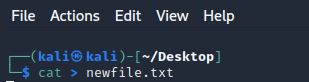 File Actions Edit View Help
┌──(kali㉿kali)-[~/Desktop]
└─$ cat > newfile.txt